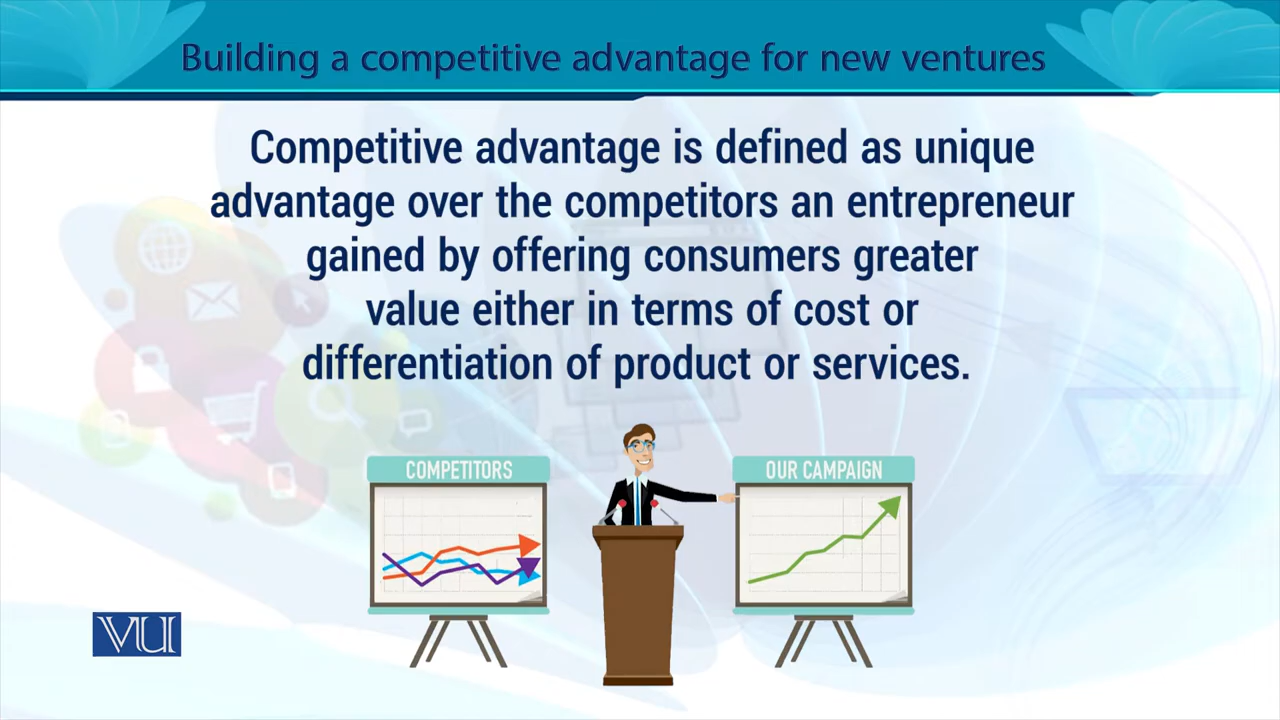 Building a competitive advantage for new ventures
Competitive advantage is defined as unique
advantage over the competitors an entrepreneur
gained by offering consumers greater
value either in terms of cost or
differentiation of product or services.
COMPETITORS
OUR CAMPAIGN
VU